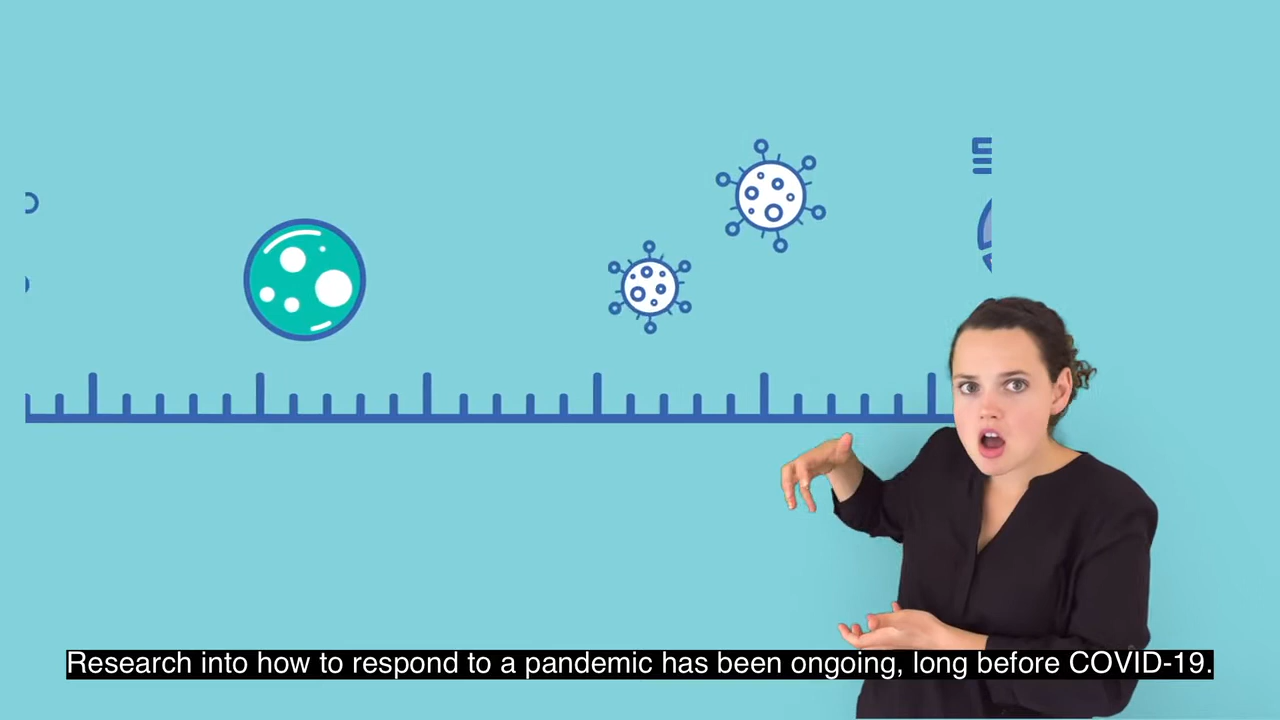 Research into how to respond to a pandemic has been ongoing, long before COVID-19.